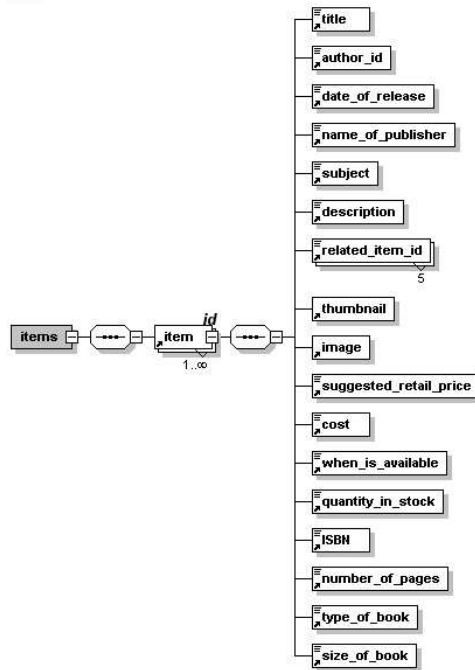 title
author_id
date_of_release
name_of_publisher
subject
description
related_item_id
5
id
items
item
1..∞
thumbnail
image
suggested_retail_price
cost
when_is_available
quantity_in_stock
ISBN
number_of_pages
type_of_book
size_of_book